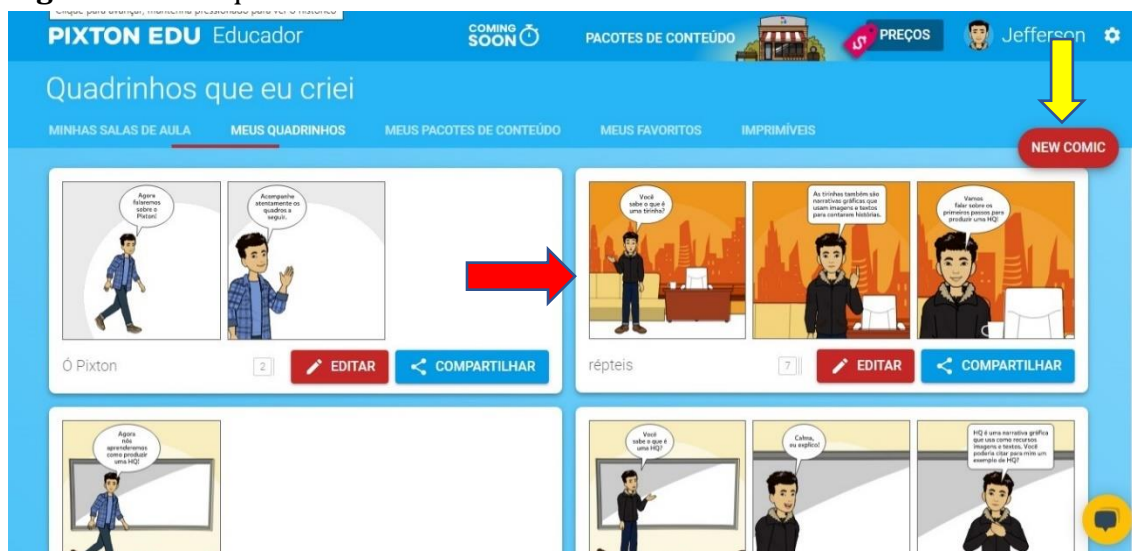 Clique para avançar, mantenha pressionado para ver o histórico
PIXTON EDU Educador
COMING
SOON
PACOTES DE CONTEÚDO
PREÇOS
Jefferson
Quadrinhos que eu criei
MINHAS SALAS DE AULA
MEUS QUADRINHOS
MEUS PACOTES DE CONTEÚDO
MEUS FAVORITOS
IMPRIMÍVEIS
NEW COMIC
Agora
falaremos
sobre o
Pixton!
Acompanhe
atentamente os
quadros a
seguir.
Ó Pixton
2
EDITAR
COMPARTILHAR
Você
sabe o que é
uma tirinha?
As tirinhas também são
narrativas gráficas que
usam imagens e textos
para contarem histórias.
Vamos
falar sobre os
primeiros passos para
produzir uma HQ!
répteis
7
EDITAR
COMPARTILHAR
Agora
nós
aprenderemos
como produzir
uma HQ!
Você
sabe o que é
uma HQ?
Calma,
eu explico!
HQ é uma narrativa gráfica
que usa como recursos
imagens e textos. Você
poderia citar para mim um
exemplo de HQ?